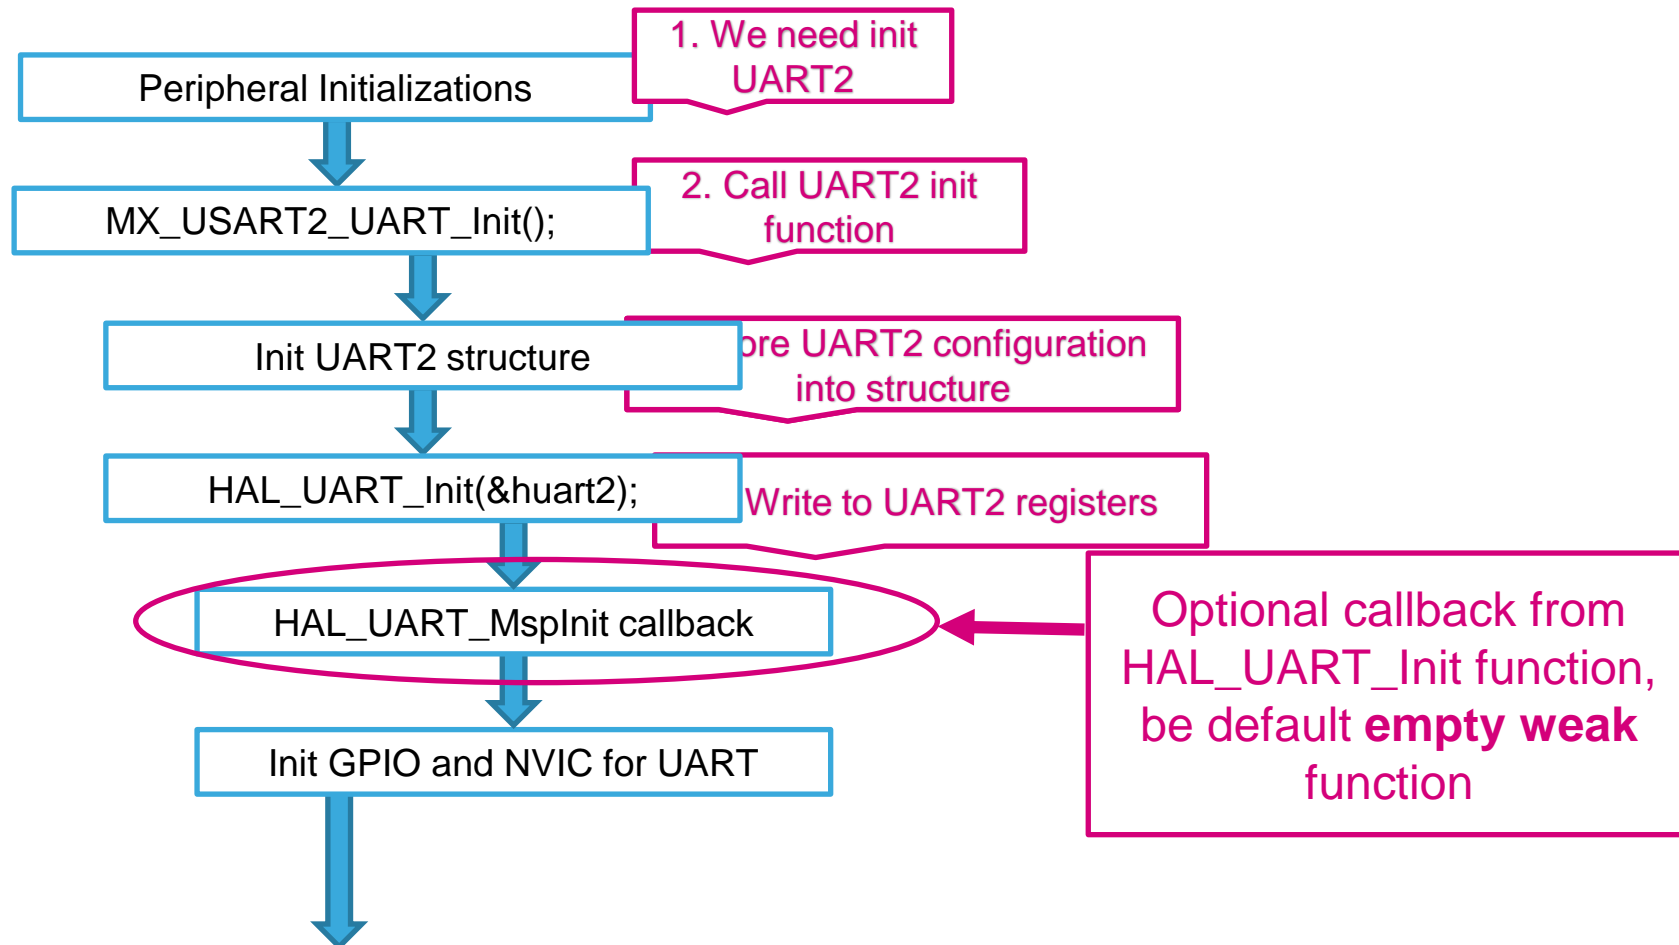 1. We need init
UART2
Peripheral Initializations
2. Call UART2 init
function
MX_USART2_UART_Init();
UART2 configuration
into structure
Init UART2 structure
HAL_UART_Init(&huart2);
Write to UART2 registers
HAL_UART_MspInit callback
Optional callback from
HAL_UART_Init function,
be default empty weak
function
Init GPIO and NVIC for UART